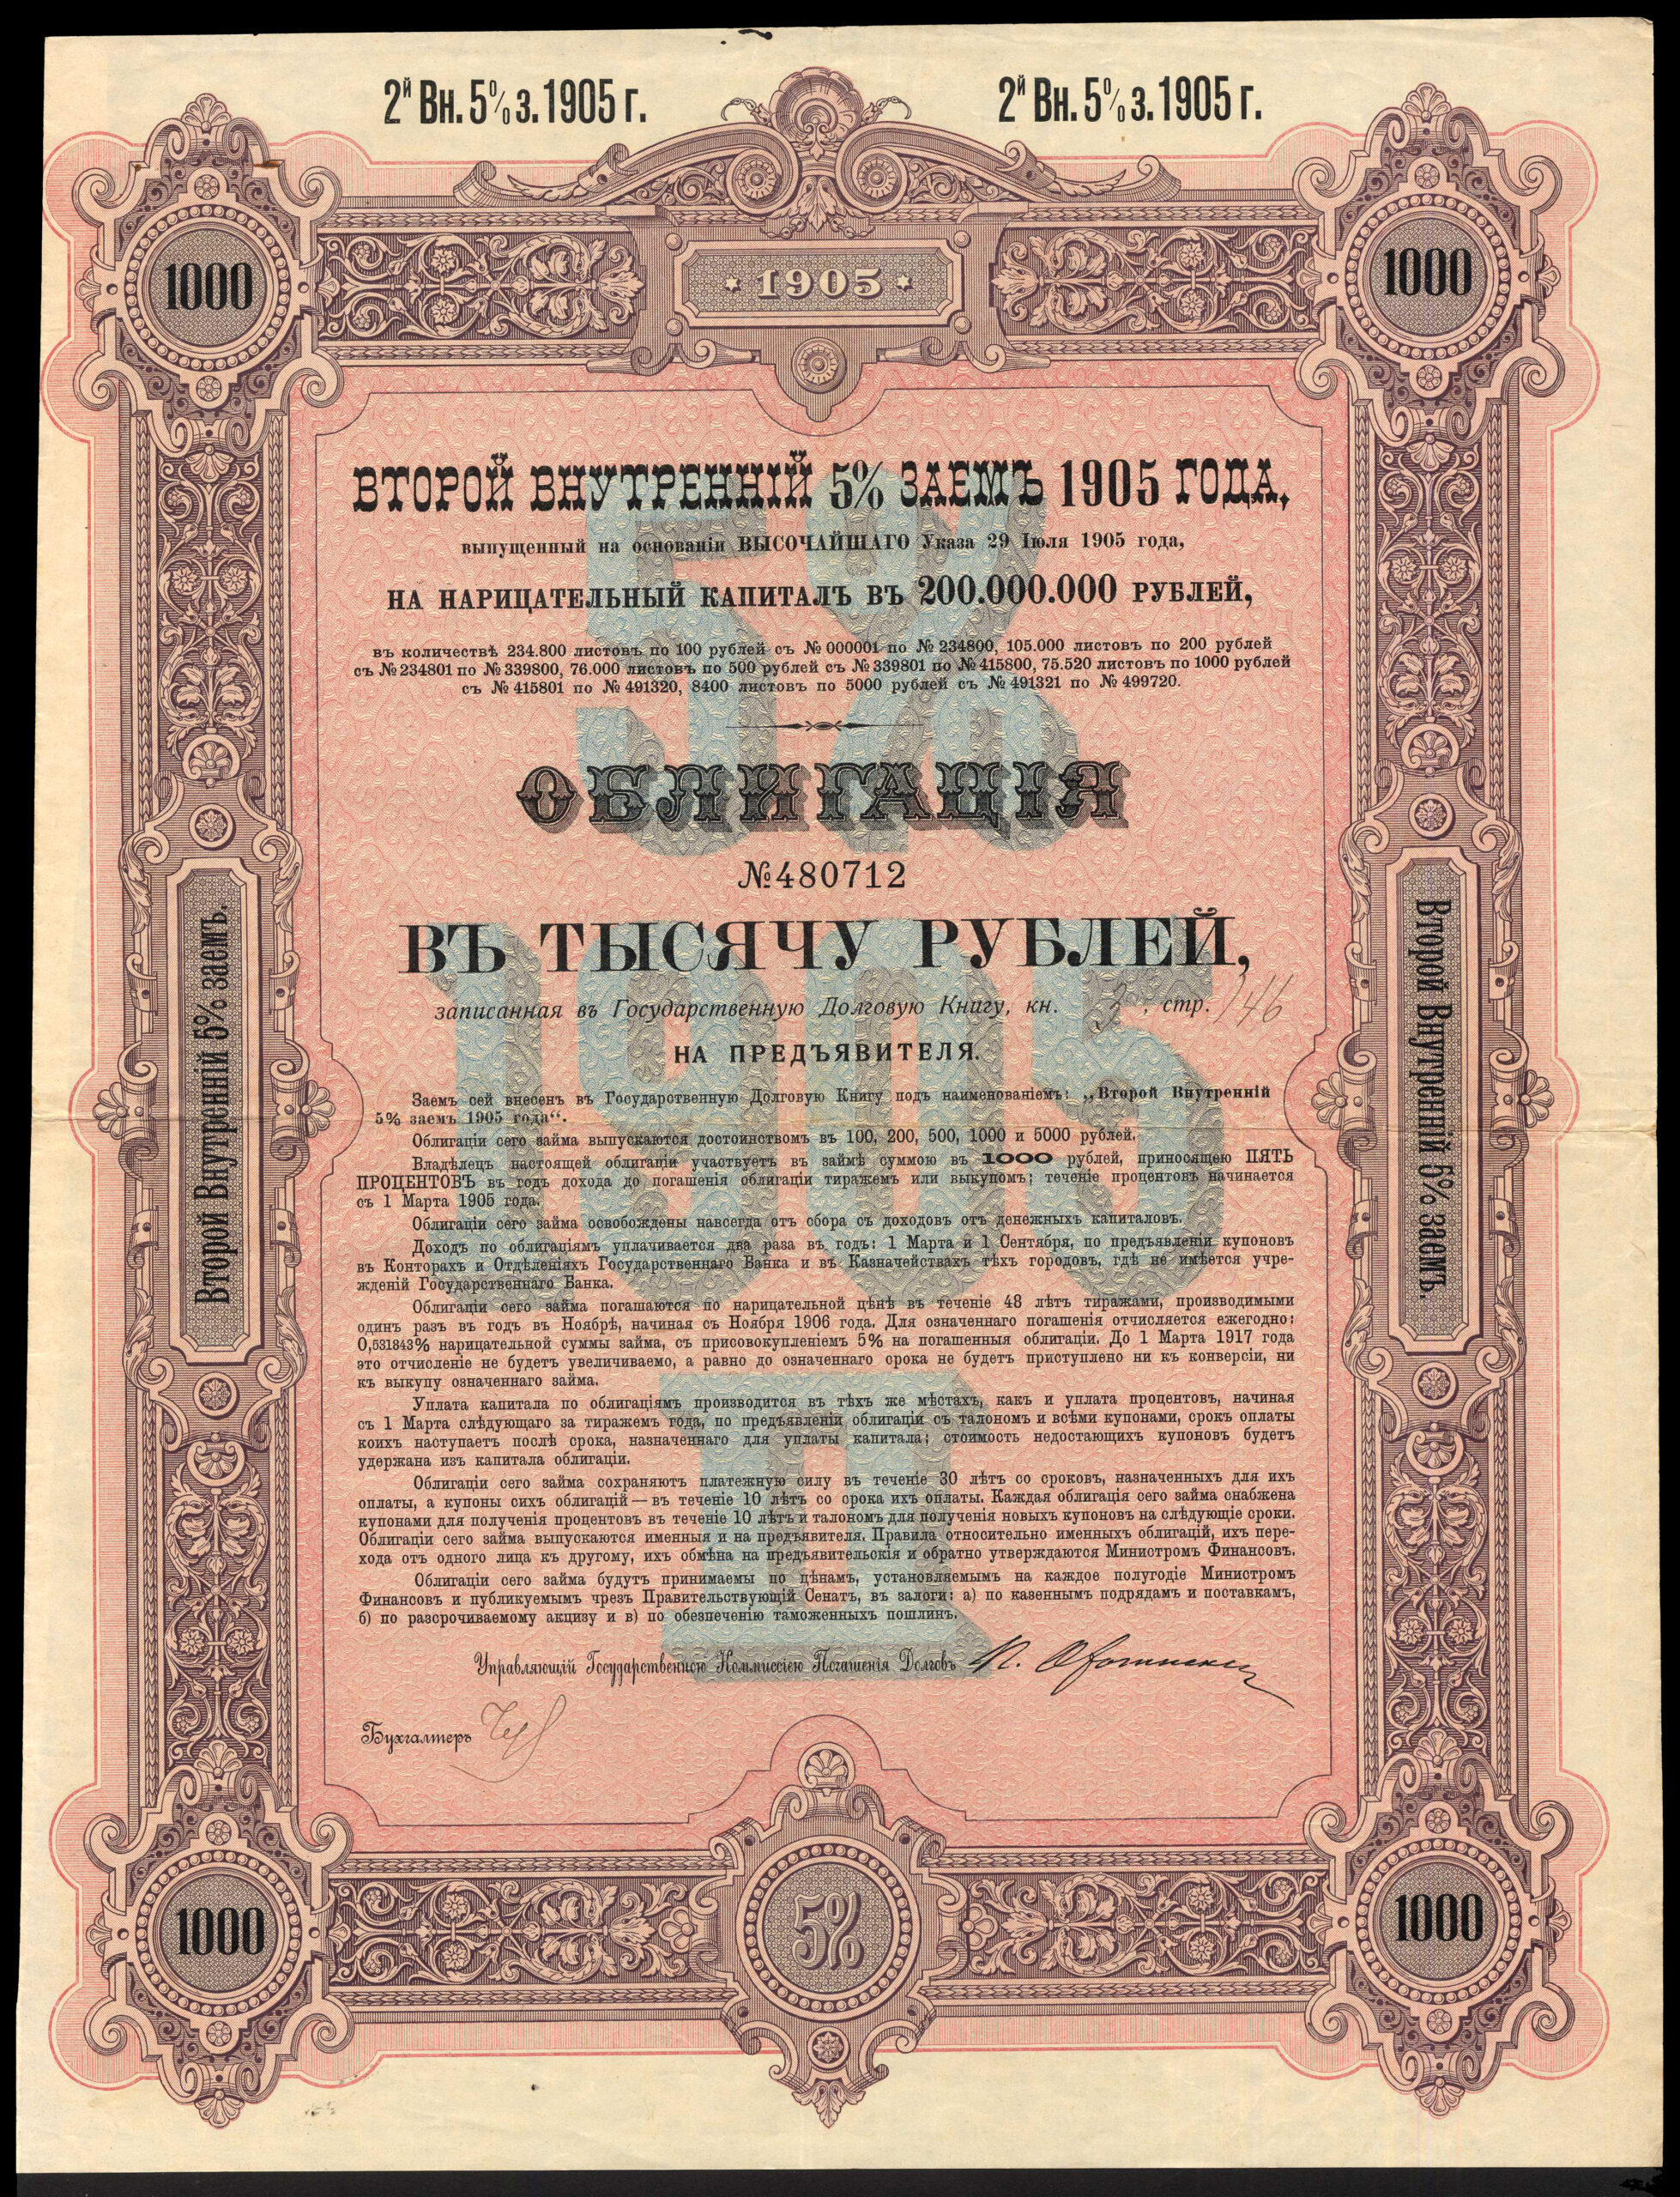 2й Вн. 5% з. 1905 г.
2й Вн. 5% з. 1905 г.
1000
1905
1000
ВТОРОЙ ВНУТРЕННІЙ 5% ЗАЕМЪ 1905 ГОДА,
выпущенный на основаніи ВЫСОЧАЙШАГО Указа 29 Іюля 1905 года,
НА НАРИЦАТЕЛЬНЫЙ КАПИТАЛЪ ВЪ 200.000.000 РУБЛЕЙ,
въ количествѣ 234.800 листовъ по 100 рублей съ № 000001 по № 234800, 105.000 листовъ по 200 рублей
съ № 234801 по № 339800, 76.000 листовъ по 500 рублей съ № 339801 по № 415800, 75.520 листовъ по 1000 рублей
съ № 415801 по № 491320, 8400 листовъ по 5000 рублей съ № 491321 по № 499720.
5%
ОБЛИГАЦІЯ
№480712
ВЪ ТЫСЯЧУ РУБЛЕЙ,
записанная въ Государственную Долговую Книгу, кн. 3, стр. 146
НА ПРЕДЪЯВИТЕЛЯ.
1905
Второй Внутренній 5% заемъ.
Второй Внутренній 5% заемъ.
Заемъ сей внесенъ въ Государственную Долговую Книгу подъ наименованіемъ: „Второй Внутренній
5% заемъ 1905 года“.
Облигаціи сего займа выпускаются достоинствомъ въ 100, 200, 500, 1000 и 5000 рублей.
Владѣлецъ настоящей облигаціи участвуетъ въ займѣ суммою въ 1000 рублей, приносящею ПЯТЬ
ПРОЦЕНТОВЪ въ годъ дохода до погашенія облигаціи тиражемъ или выкупомъ; теченіе процентовъ начинается
съ 1 Марта 1905 года.
Облигаціи сего займа освобождены навсегда отъ сбора съ доходовъ отъ денежныхъ капиталовъ.
Доходъ по облигаціямъ уплачивается два раза въ годъ: 1 Марта и 1 Сентября, по предъявленіи купоновъ
въ Конторахъ и Отдѣленіяхъ Государственнаго Банка и въ Казначействахъ тѣхъ городовъ, гдѣ не имѣется учре-
жденій Государственнаго Банка.
Облигаціи сего займа погашаются по нарицательной цѣнѣ въ теченіе 48 лѣтъ тиражами, производимыми
одинъ разъ въ годъ въ Ноябрѣ, начиная съ Ноября 1906 года. Для означеннаго погашенія отчисляется ежегодно:
0,531843% нарицательной суммы займа, съ присовокупленіемъ 5% на погашенныя облигаціи. До 1 Марта 1917 года
это отчисленіе не будетъ увеличиваемо, а равно до означеннаго срока не будетъ приступлено ни къ конверсіи, ни
къ выкупу означеннаго займа.
Уплата капитала по облигаціямъ производится въ тѣхъ же мѣстахъ, какъ и уплата процентовъ, начиная
съ 1 Марта слѣдующаго за тиражемъ года, по предъявленіи облигаціи съ талономъ и всѣми купонами, срокъ оплаты
коихъ наступаетъ послѣ срока, назначеннаго для уплаты капитала; стоимость недостающихъ купоновъ будетъ
удержана изъ капитала облигаціи.
Облигаціи сего займа сохраняютъ платежную силу въ теченіе 30 лѣтъ со сроковъ, назначенныхъ для ихъ
оплаты, а купоны сихъ облигацій — въ теченіе 10 лѣтъ со срока ихъ оплаты. Каждая облигація сего займа снабжена
купонами для полученія процентовъ въ теченіе 10 лѣтъ и талономъ для полученія новыхъ купоновъ на слѣдующіе сроки.
Облигаціи сего займа выпускаются именныя и на предъявителя. Правила относительно именныхъ облигацій, ихъ пере-
хода отъ одного лица къ другому, ихъ обмѣна на предъявительскія и обратно утверждаются Министромъ Финансовъ.
Облигаціи сего займа будутъ принимаемы по цѣнамъ, установляемымъ на каждое полугодіе Министромъ
Финансовъ и публикуемымъ чрезъ Правительствующій Сенатъ, въ залоги: а) по казеннымъ подрядамъ и поставкамъ,
б) по разсрочиваемому акцизу и в) по обезпеченію таможенныхъ пошлинъ.
II
Управляющій Государственною Коммиссіею Погашенія Долговъ
Бухгалтеръ
1000
5%
1000